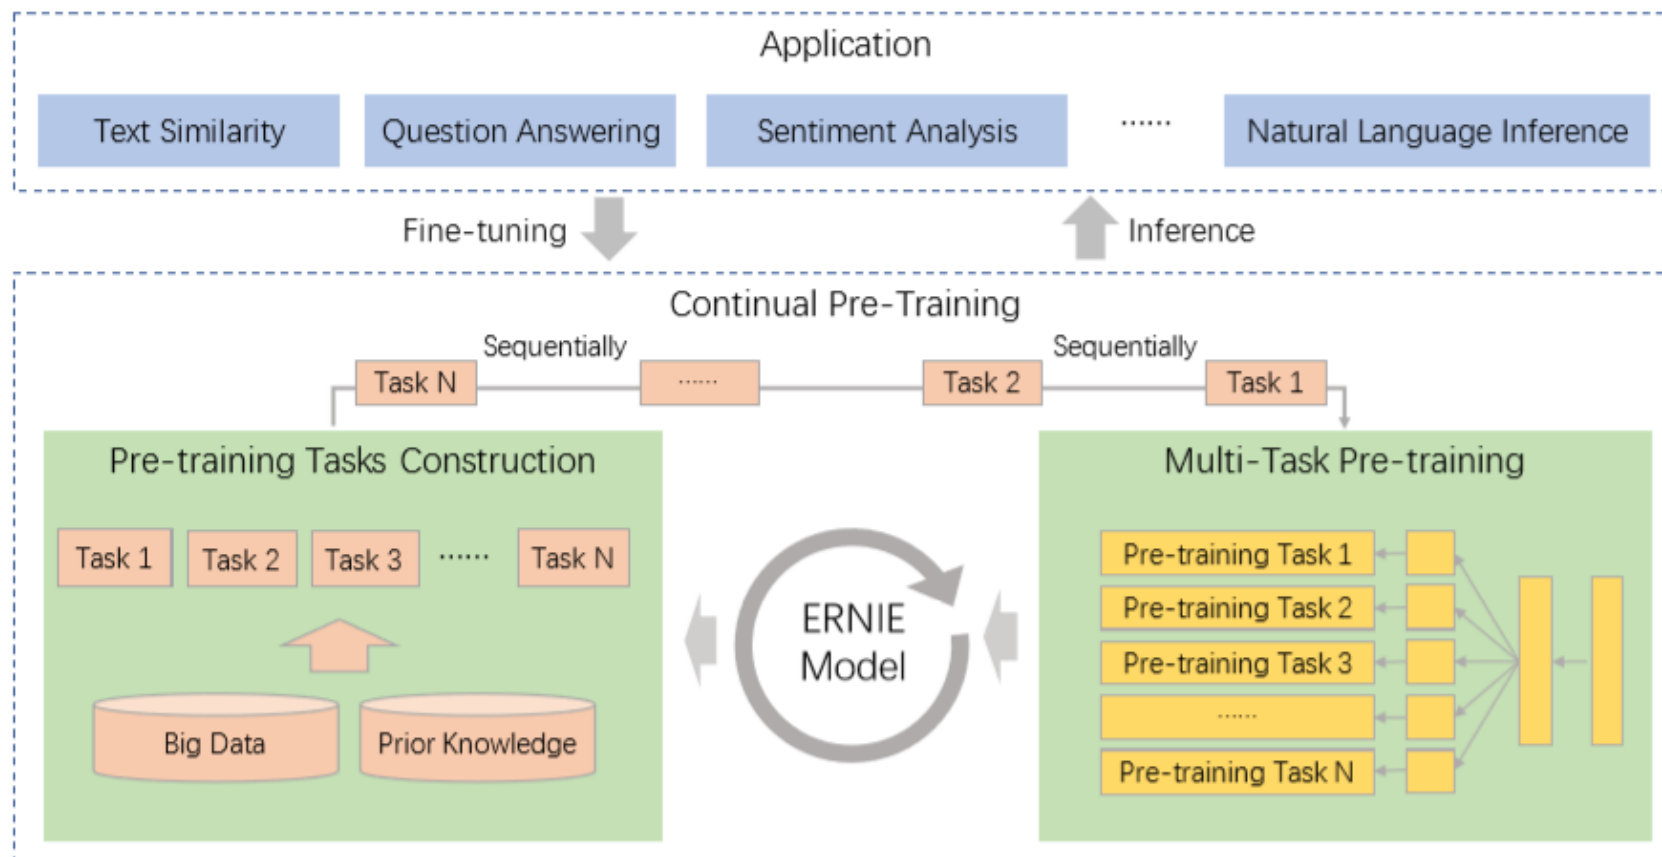 Application
Text Similarity
Question Answering
Sentiment Analysis
......
Natural Language Inference
Fine-tuning
Inference
Continual Pre-Training
Sequentially
Sequentially
Task N
......
Task 2
Task 1
Pre-training Tasks Construction
Task 1
Task 2
Task 3
......
Task N
Big Data
Prior Knowledge
ERNIE
Model
Multi-Task Pre-training
Pre-training Task 1
Pre-training Task 2
Pre-training Task 3
......
Pre-training Task N